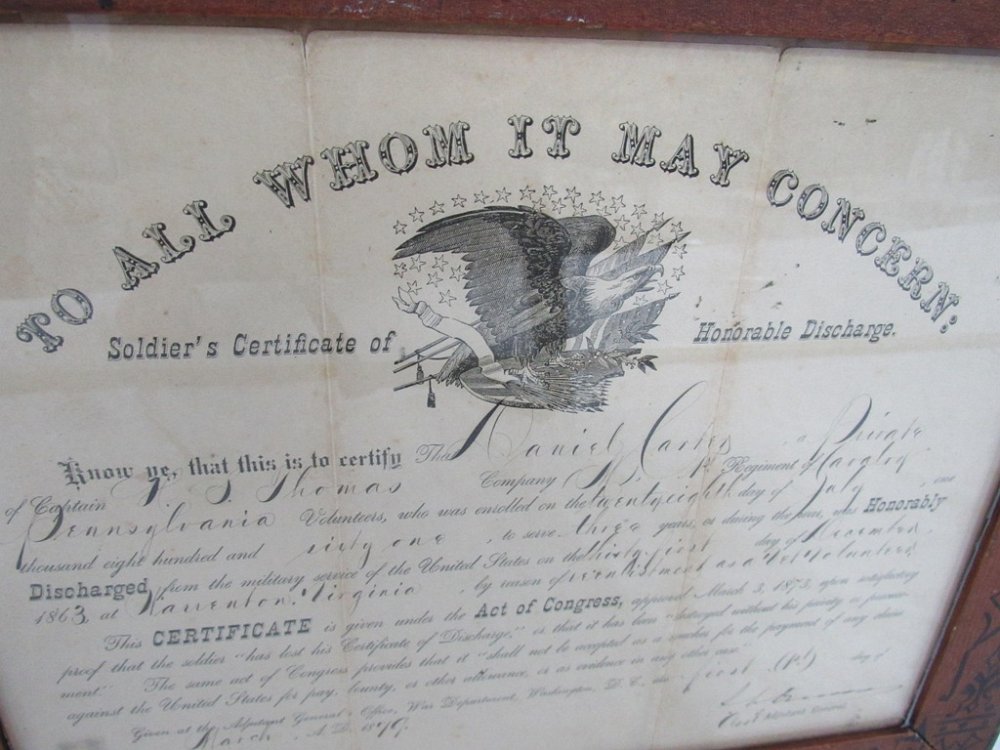 TO ALL WHOM IT MAY CONCERN:
Soldier's Certificate of Honorable Discharge.
Know ye, that this is to certify That Daniel a Private
of Captain Thomas Company Regiment of Cavalry
Pennsylvania Volunteers, who was enrolled on the twenty eighth day of July one
thousand eight hundred and sixty one, to serve three years, or during the war, was Honorably
Discharged from the military service of the United States on the thirty first day of December,
1863, at Warrenton, Virginia, by reason of reenlistment as a Vet Volunteer
This CERTIFICATE is given under the Act of Congress, approved March 3, 1873, upon satisfactory
proof that the soldier "has lost his Certificate of Discharge," or that it has been "destroyed without his privity or procure-
ment" The same act of Congress provides that it "shall not be accepted as a voucher for the payment of any claim
against the United States for pay, bounty, or other allowance, or as evidence in any other case."
Given at the Adjutant General's Office, War Department, Washington, D. C. this first (1st) day of
March, A. D. 1879.
Adjutant General